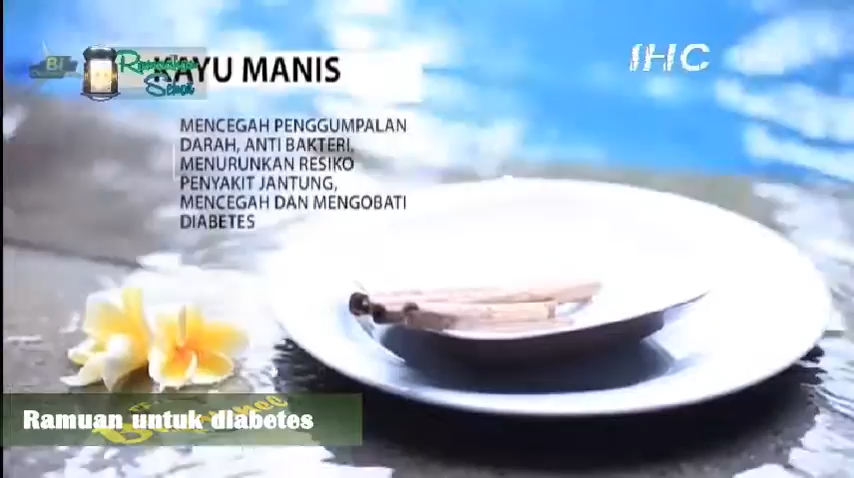 KAYU MANIS
IHC
BI
MENCEGAH PENGGUMPALAN
DARAH, ANTI BAKTERI,
MENURUNKAN RESIKO
PENYAKIT JANTUNG,
MENCEGAH DAN MENGOBATI
DIABETES
Ramuan untuk diabetes